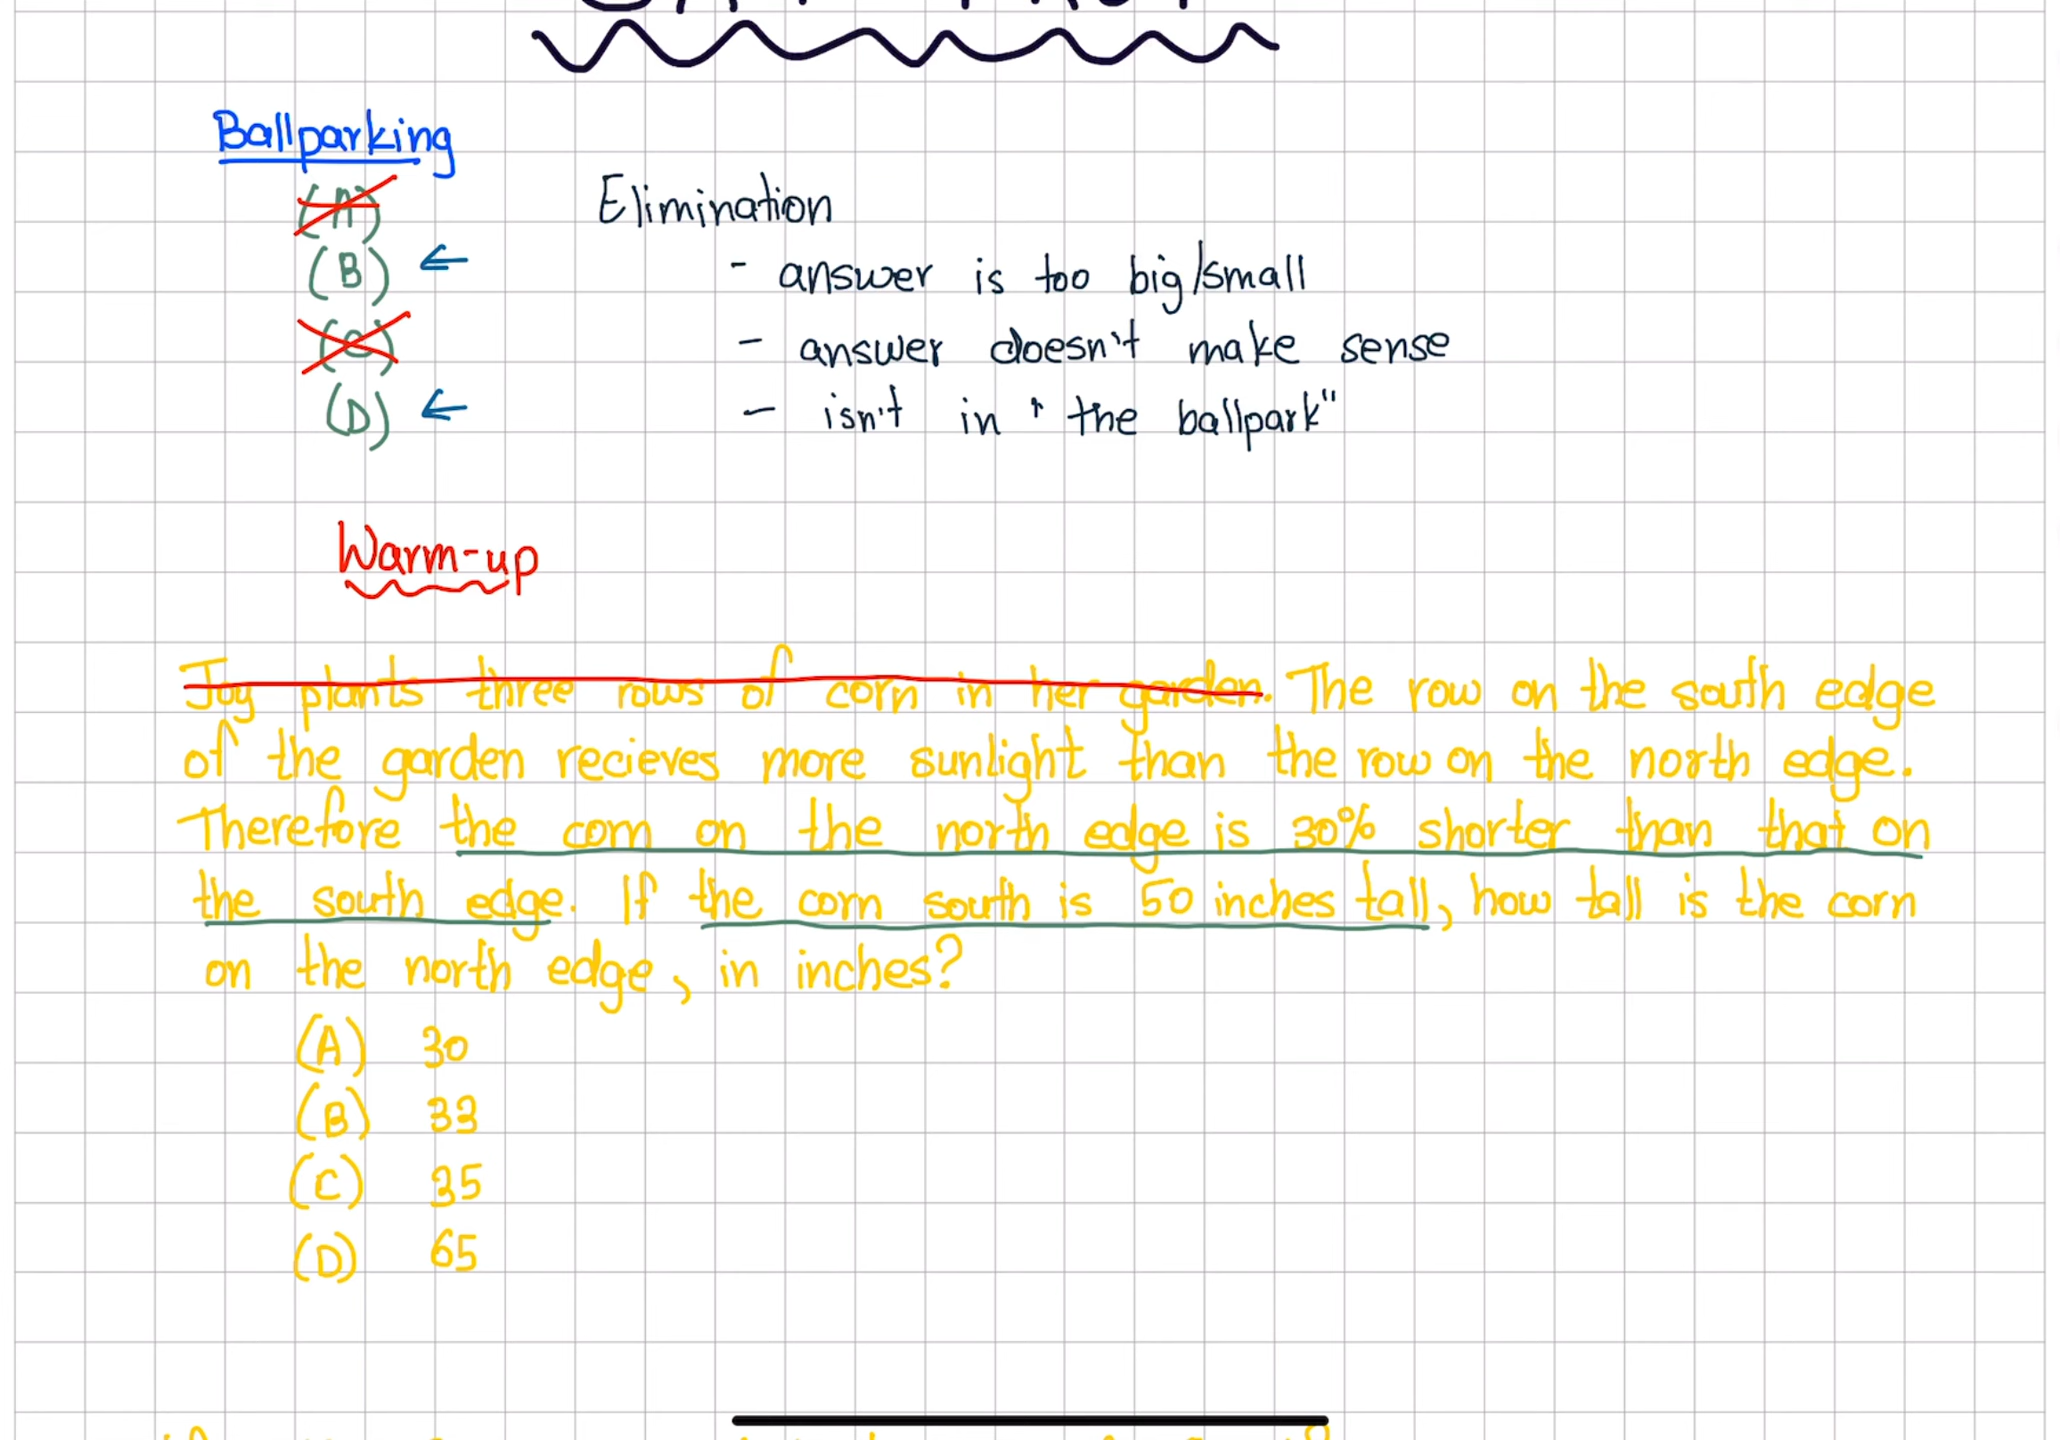 Ballparking
(A)
(B) ←
(C)
(D) ←
Elimination
- answer is too big/small
- answer doesn't make sense
- isn't in "the ballpark"
Warm-up
Joy plants three rows of corn in her garden. The row on the south edge
of the garden recieves more sunlight than the row on the north edge.
Therefore the corn on the north edge is 30% shorter than that on
the south edge. If the corn south is 50 inches tall, how tall is the corn
on the north edge, in inches?
(A) 30
(B) 33
(C) 35
(D) 65